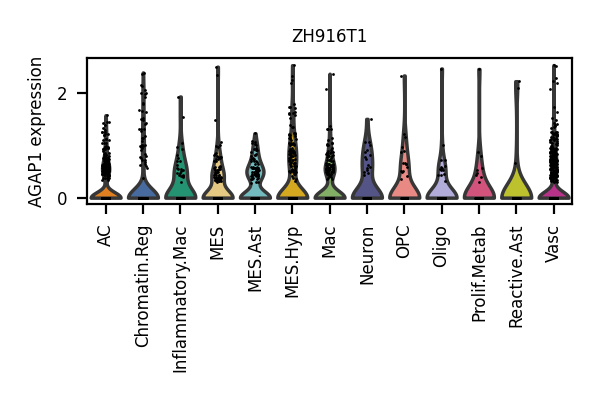 ZH916T1
AGAP1 expression
2
0
AC
Chromatin.Reg
Inflammatory.Mac
MES
MES.Ast
MES.Hyp
Mac
Neuron
OPC
Oligo
Prolif.Metab
Reactive.Ast
Vasc